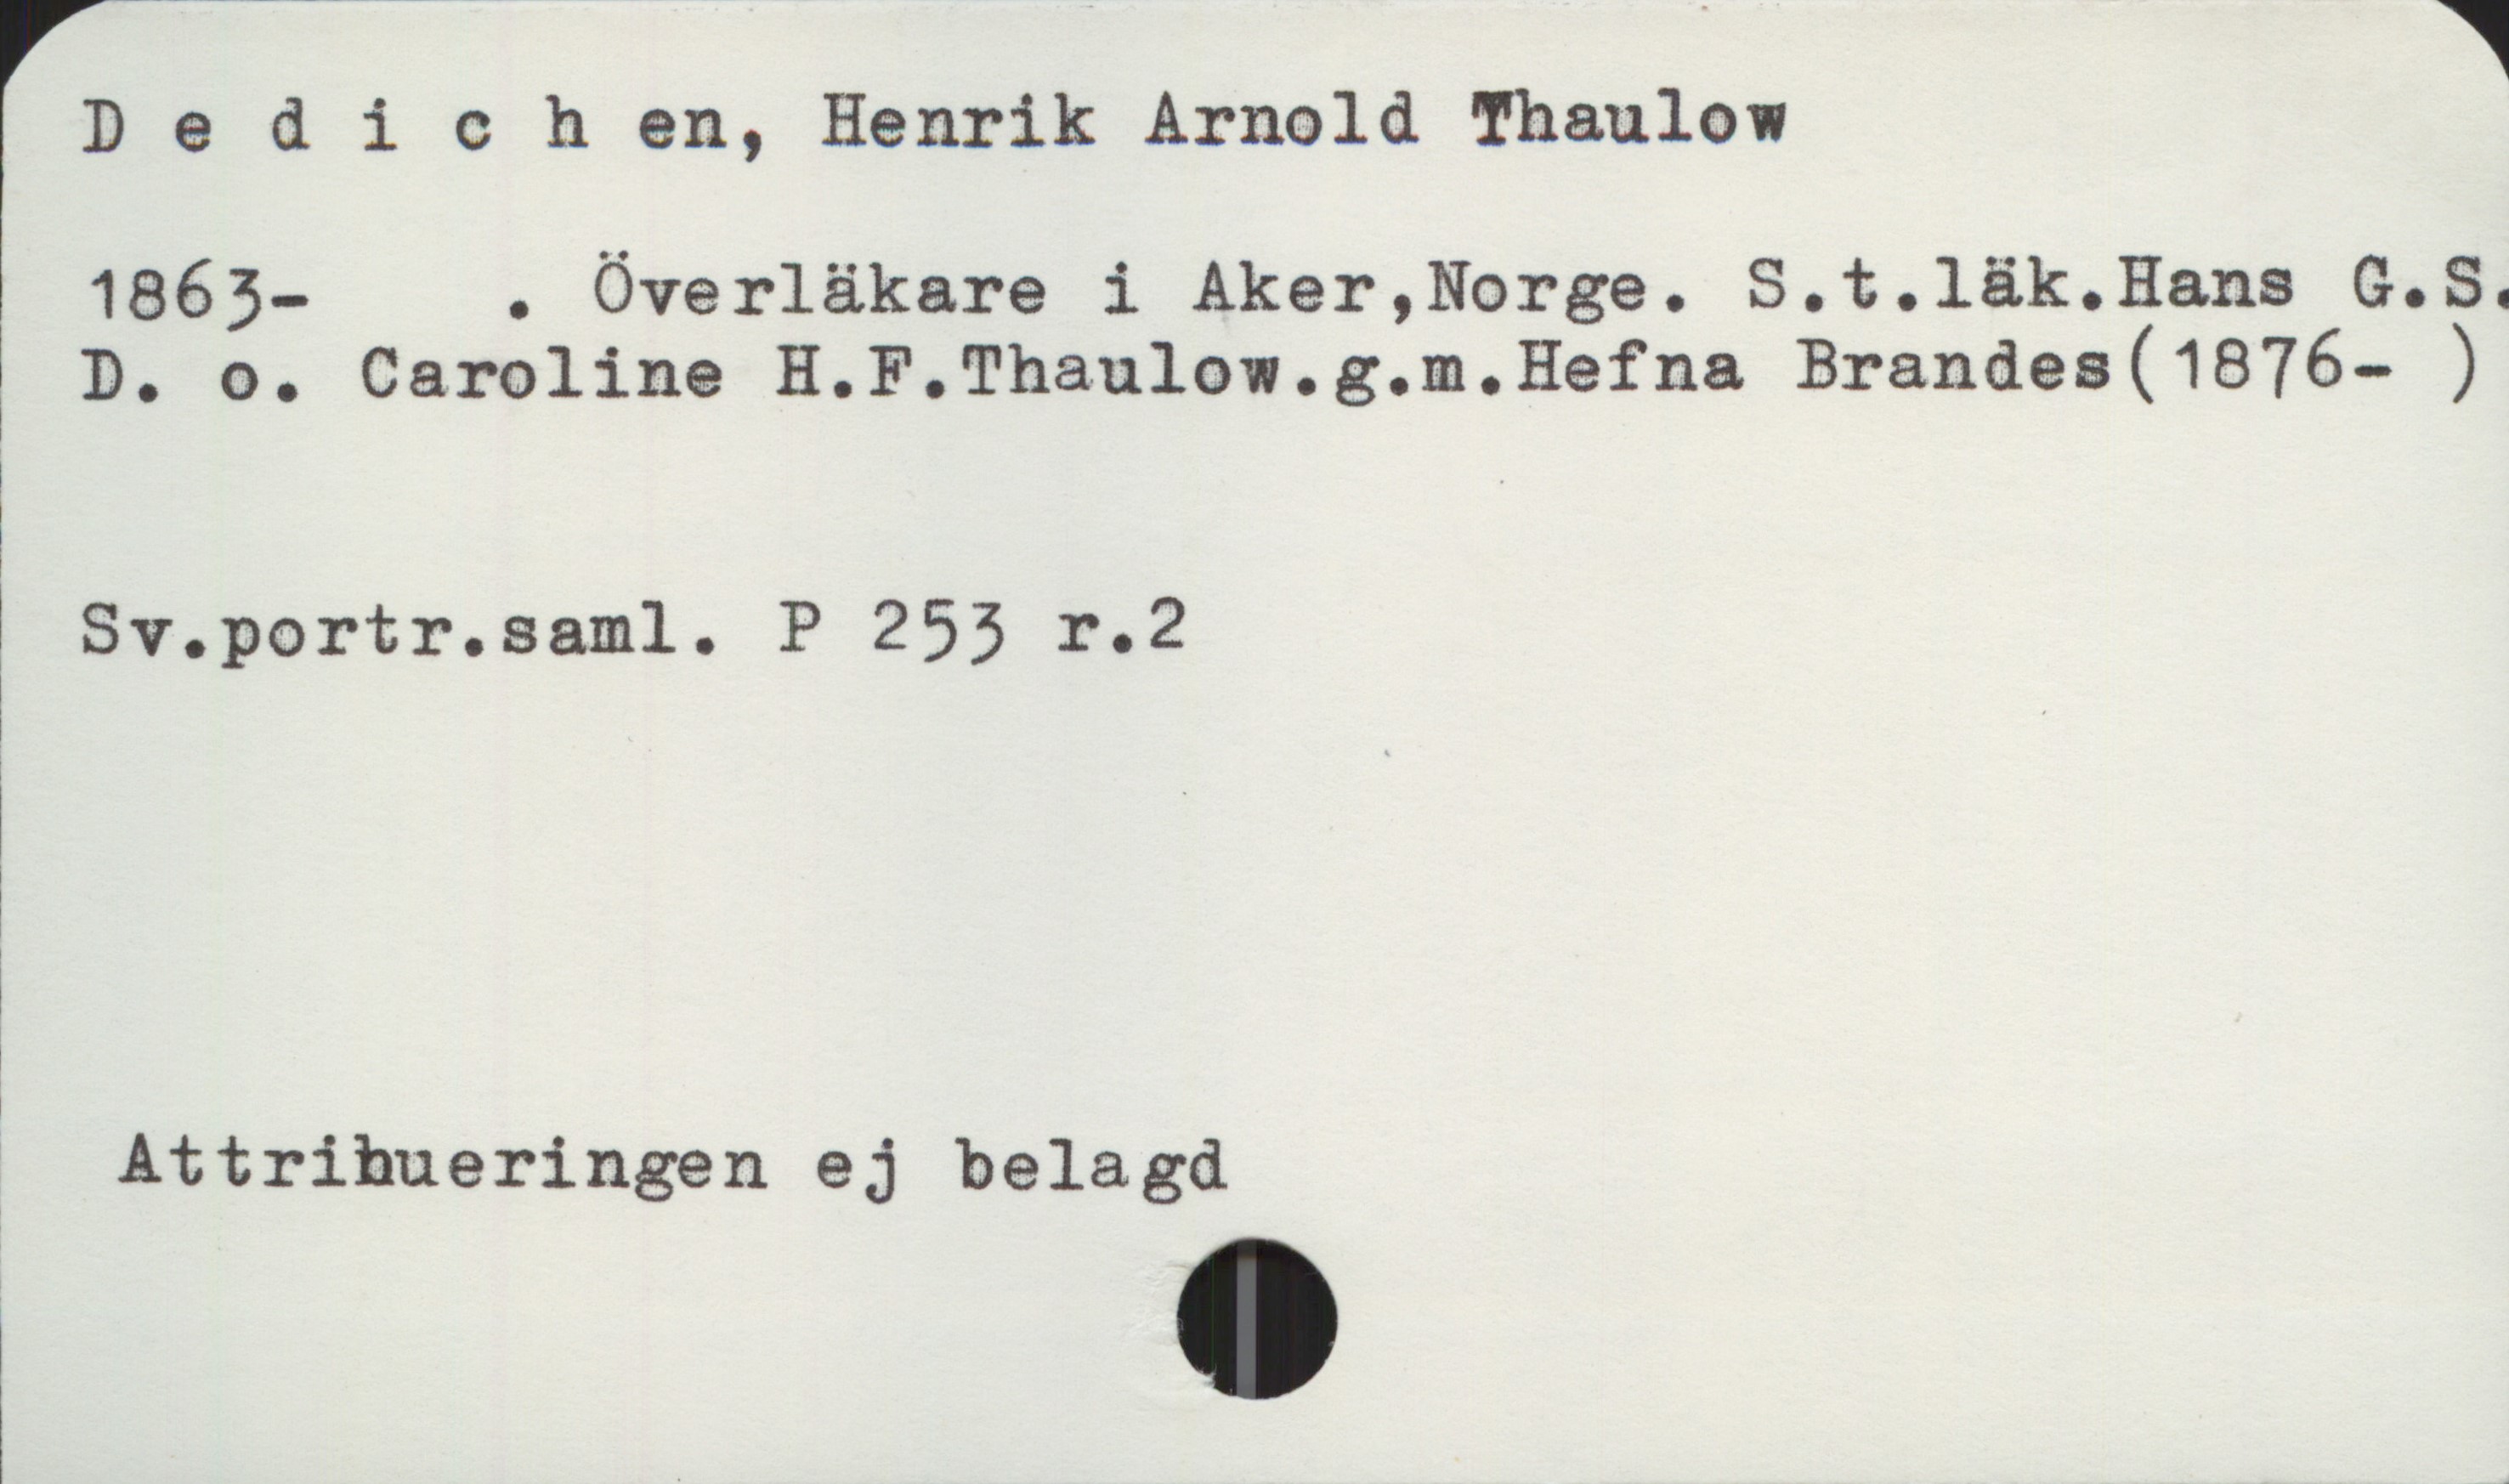 D e d i c h en, Henrik Arnold Thaulow
1863-    . Överläkare i Aker,Norge. S.t.läk.Hans G.S.
D. o. Caroline H.F.Thaulow.g.m.Hefna Brandes(1876- )
Sv.portr.saml. P 253 r.2
Attribueringen ej belagd